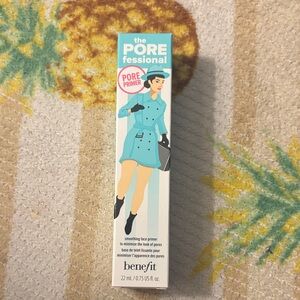 the
PORE
fessional
PORE
PRIMER
smoothing face primer
to minimize the look of pores
base de teint lissante pour
minimiser l'apparence des pores
benefit
22 mL / 0.75 US fl. oz.